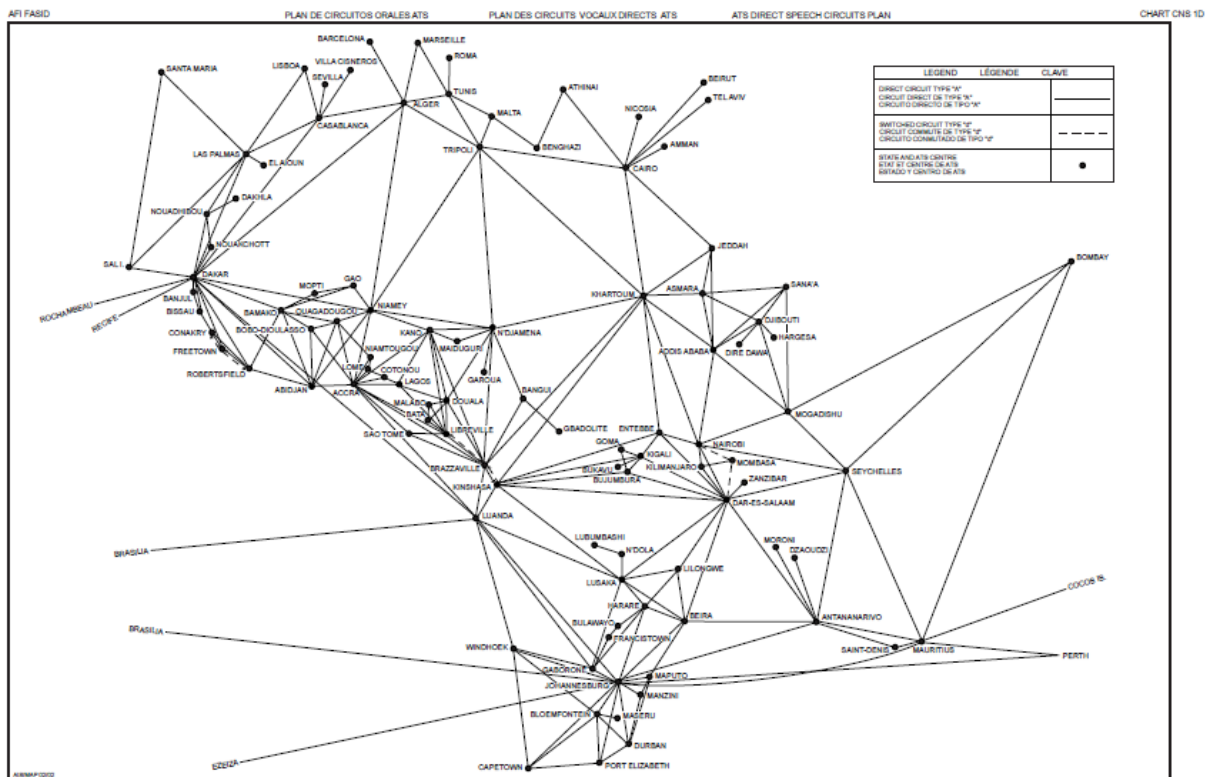 AFI FASID PLAN DE CIRCUITOS ORALES ATS PLAN DES CIRCUITS VOCAUX DIRECTS ATS ATS DIRECT SPEECH CIRCUITS PLAN CHART CNS 1D
BARCELONA MARSEILLE
ROMA
LISBOA VILLA CISNEROS
SANTA MARIA SEVILLA
ATHINAI BEIRUT
LEGEND LÉGENDE CLAVE
DIRECT CIRCUIT TYPE "A"
CIRCUIT DIRECT DE TYPE "A"
CIRCUITO DIRECTO DE TIPO "A"
SWITCHED CIRCUIT TYPE
CIRCUIT COMMUTE DE TYPE
CIRCUITO CONMUTADO DE TIPO
STATE AND ATS CENTRE
ETAT ET CENTRE DE ATS
ESTADO Y CENTRO DE ATS
TUNIS
ALGER
NICOSIA TEL AVIV
MALTA
CASABLANCA
TRIPOLI BENGHAZI AMMAN
LAS PALMAS
EL AIOUN
CAIRO
DAKHLA
NOUADHIBOU
NOUAKCHOTT
JEDDAH
SAL I.
DAKAR
BOMBAY
GAO
MOPTI
ROCHAMBEAU
RECIFE
BANJUL
KHARTOUM ASMARA SANA'A
BISSAU
BAMAKO OUAGADOUGOU NIAMEY
BOBO-DIOULASSO KANO N'DJAMENA
DJIBOUTI
CONAKRY
HARGESA
FREETOWN
NIAMTOUGOU MAIDUGURI
ADDIS ABABA DIRE DAWA
ROBERTSFIELD
LOME
COTONOU
GAROUA
ABIDJAN ACCRA LAGOS
BANGUI
MALABO DOUALA
BATA
MOGADISHU
SAO TOME LIBREVILLE
GBADOLITE ENTEBBE
GOMA NAIROBI
KIGALI
BRAZZAVILLE BUKAVU KILIMANJARO MOMBASA
SEYCHELLES
BUJUMBURA
KINSHASA ZANZIBAR
DAR-ES-SALAAM
LUANDA
LUBUMBASHI
MORONI
BRASILIA
N'DOLA DZAOUDZI
LILONGWE
LUSAKA
COCOS IS.
HARARE
BULAWAYO BEIRA ANTANANARIVO
BRASILIA
FRANCISTOWN
WINDHOEK SAINT-DENIS MAURITIUS
PERTH
GABORONE
MAPUTO
JOHANNESBURG
MANZINI
BLOEMFONTEIN MASERU
DURBAN
EZEIZA
CAPETOWN PORT ELIZABETH